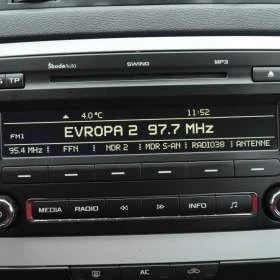 ŠkodaAuto SWING MP3
TP
4.0°C 11:52
FM1 EVROPA 2 97.7 MHz
95.4 MHz FFN NDR 2 MDR S-AN RADIO38 ANTENNE
MEDIA RADIO << >> INFO ♫
AC